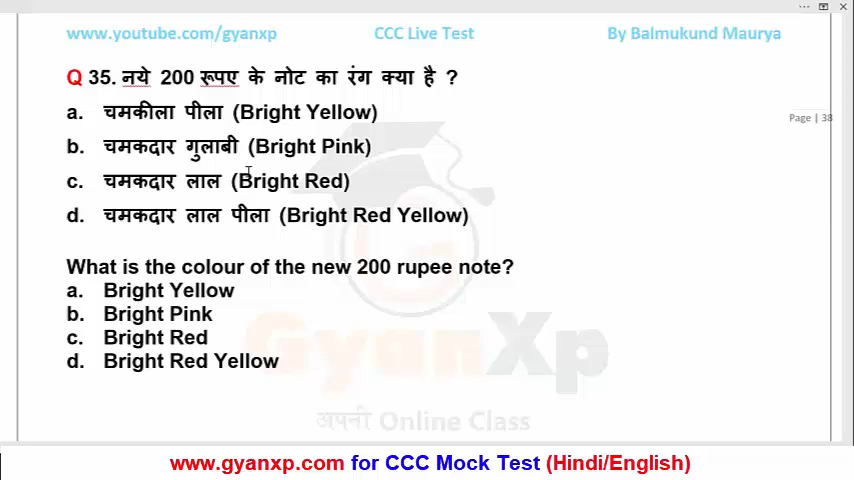 www.youtube.com/gyanxp CCC Live Test By Balmukund Maurya
Q 35. नये 200 रूपए के नोट का रंग क्या है ?
a. चमकीला पीला (Bright Yellow)
Page | 38
b. चमकदार गुलाबी (Bright Pink)
c. चमकदार लाल (Bright Red)
d. चमकदार लाल पीला (Bright Red Yellow)
What is the colour of the new 200 rupee note?
a. Bright Yellow
b. Bright Pink
c. Bright Red
d. Bright Red Yellow
GyanXp
अपनी Online Class
www.gyanxp.com for CCC Mock Test (Hindi/English)